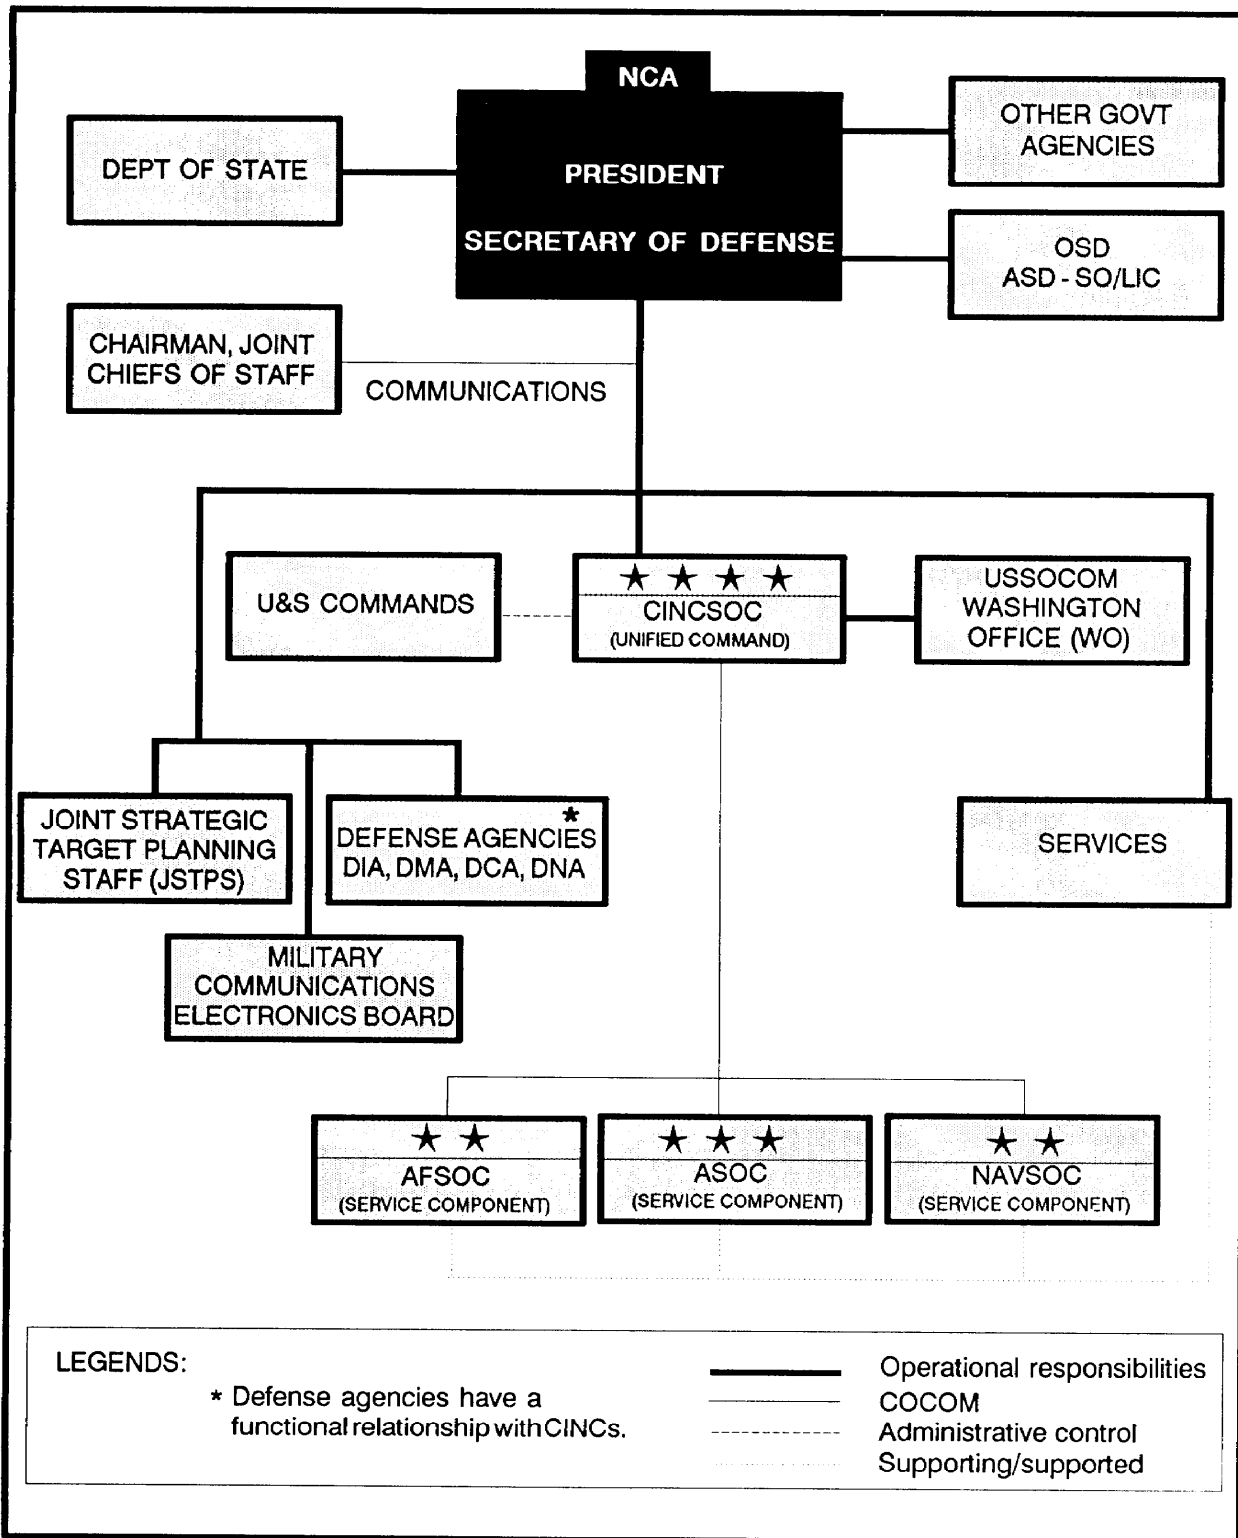 NCA
PRESIDENT
SECRETARY OF DEFENSE
DEPT OF STATE
OTHER GOVT
AGENCIES
OSD
ASD - SO/LIC
CHAIRMAN, JOINT
CHIEFS OF STAFF
COMMUNICATIONS
U&S COMMANDS
CINCSOC
(UNIFIED COMMAND)
USSOCOM
WASHINGTON
OFFICE (WO)
JOINT STRATEGIC
TARGET PLANNING
STAFF (JSTPS)
*
DEFENSE AGENCIES
DIA, DMA, DCA, DNA
SERVICES
MILITARY
COMMUNICATIONS
ELECTRONICS BOARD
AFSOC
(SERVICE COMPONENT)
ASOC
(SERVICE COMPONENT)
NAVSOC
(SERVICE COMPONENT)
LEGENDS:
* Defense agencies have a
functional relationship with CINCs.
Operational responsibilities
COCOM
Administrative control
Supporting/supported